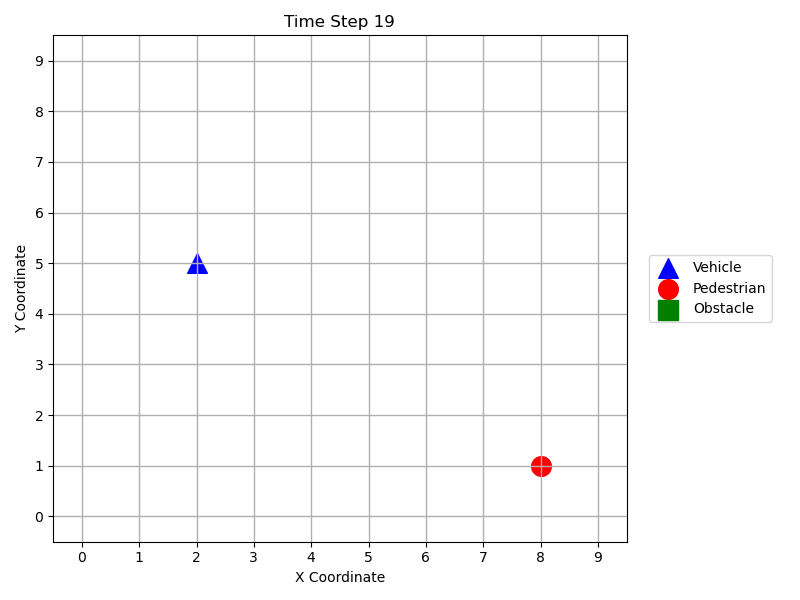 Time Step 19
Y Coordinate
9
8
7
6
5
4
3
2
1
0
0 1 2 3 4 5 6 7 8 9
X Coordinate
Vehicle
Pedestrian
Obstacle